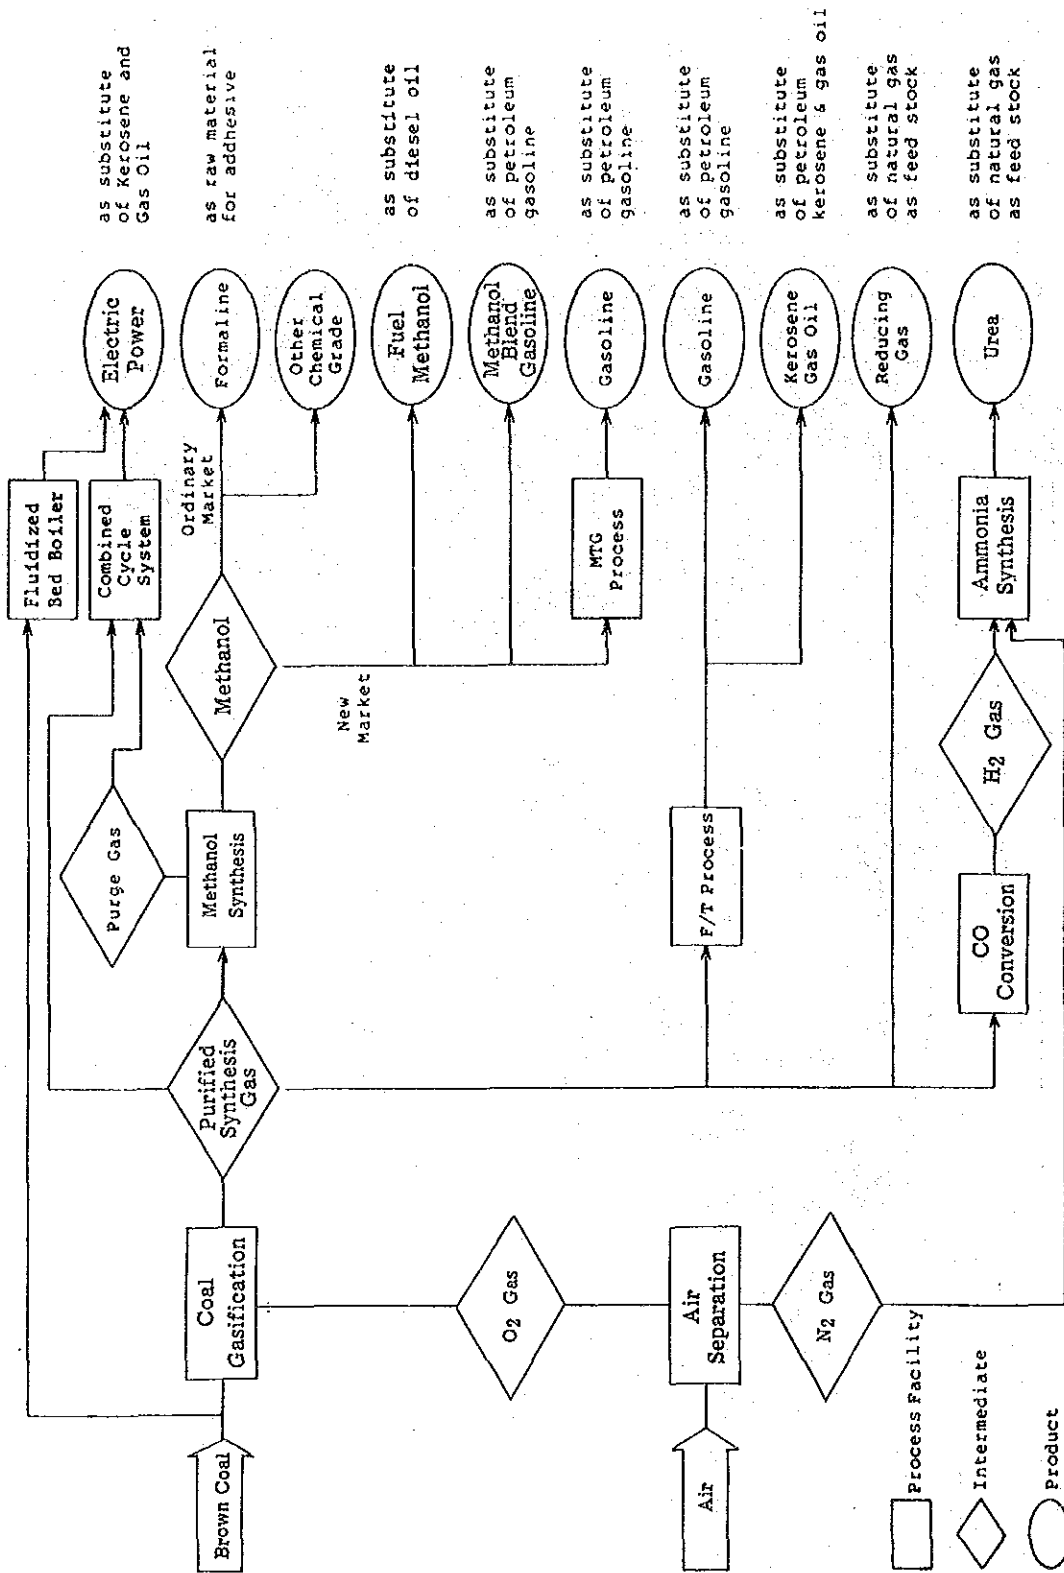 Brown Coal
Coal
Gasification
Purified
Synthesis
Gas
Purge Gas
Methanol
Synthesis
Methanol
Ordinary
Market
New
Market
Fluidized
Bed Boiler
Combined
Cycle
System
Electric
Power
as substitute
of Kerosene and
Gas Oil
Formaline
as raw material
for addhesive
Other
Chemical
Grade
Fuel
Methanol
as substitute
of diesel oil
Methanol
Blend
Gasoline
as substitute
of petroleum
gasoline
MTG
Process
Gasoline
as substitute
of petroleum
gasoline
O2 Gas
Air
Air
Separation
N2 Gas
F/T Process
Gasoline
as substitute
of petroleum
gasoline
Kerosene
Gas Oil
as substitute
of petroleum
kerosene & gas oil
Reducing
Gas
as substitute
of natural gas
as feed stock
CO
Conversion
H2 Gas
Ammonia
Synthesis
Urea
as substitute
of natural gas
as feed stock
Process Facility
Intermediate
Product